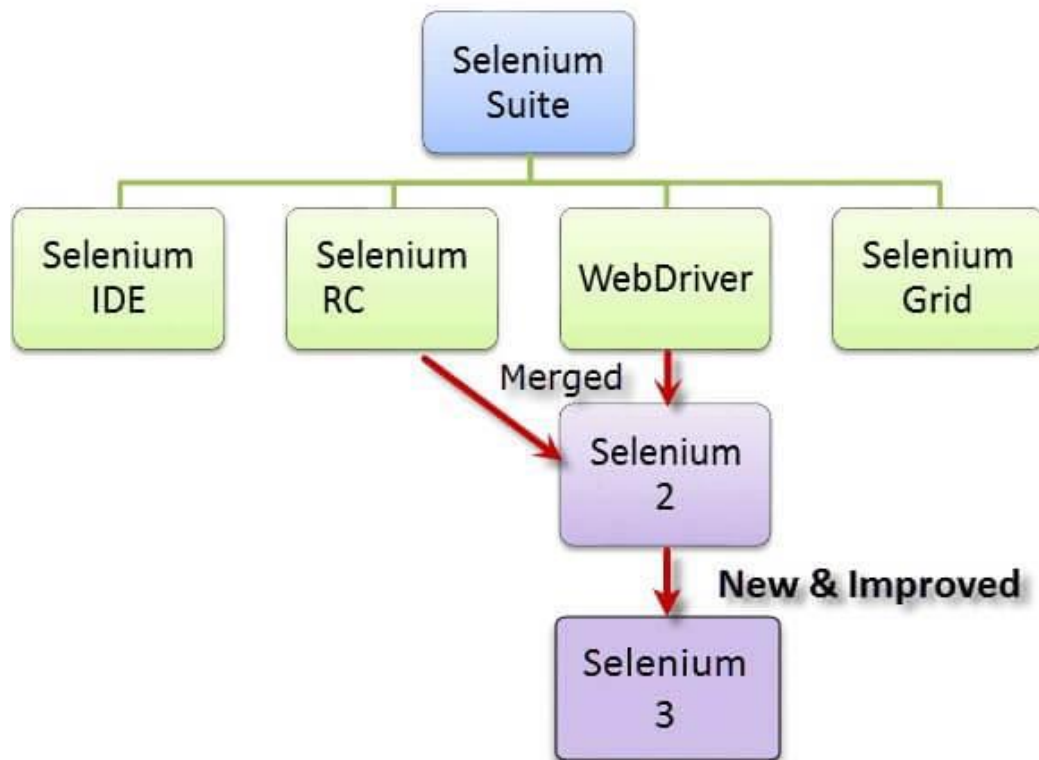 Selenium
Suite
Selenium
IDE
Selenium
RC
WebDriver
Selenium
Grid
Merged
Selenium
2
New & Improved
Selenium
3